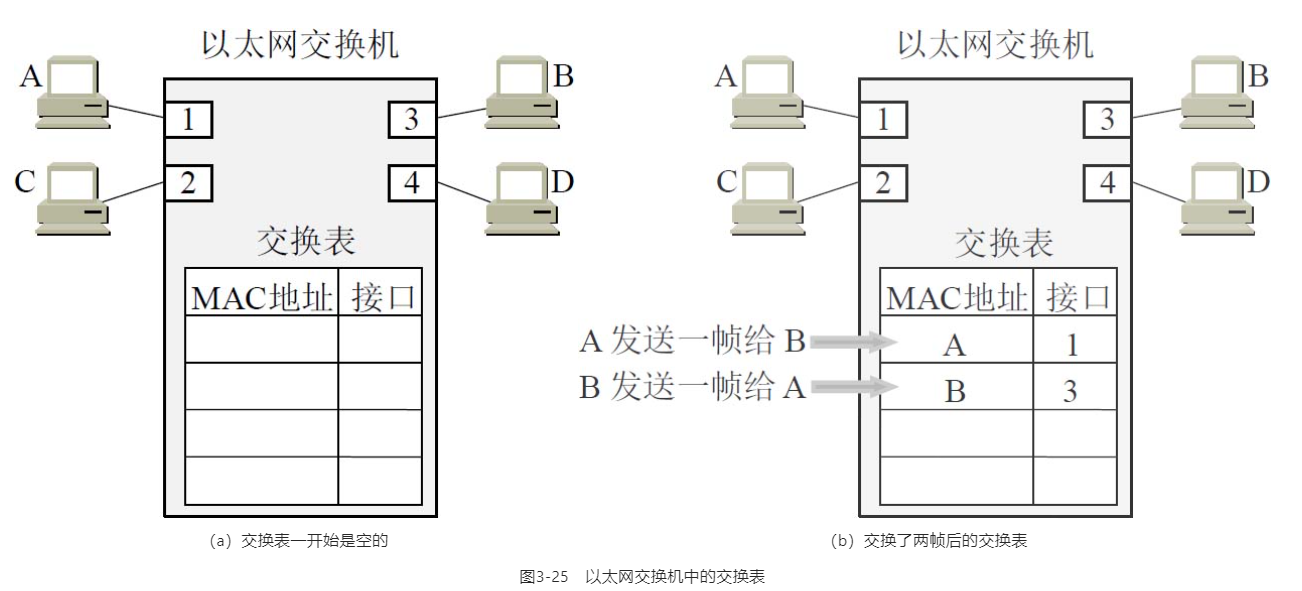 以太网交换机
A
B
1
3
C
D
2
4
交换表
MAC地址 接口
(a) 交换表一开始是空的
以太网交换机
A
B
1
3
C
D
2
4
交换表
MAC地址 接口
A 发送一帧给 B A 1
B 发送一帧给 A B 3
(b) 交换了两帧后的交换表
图3-25 以太网交换机中的交换表